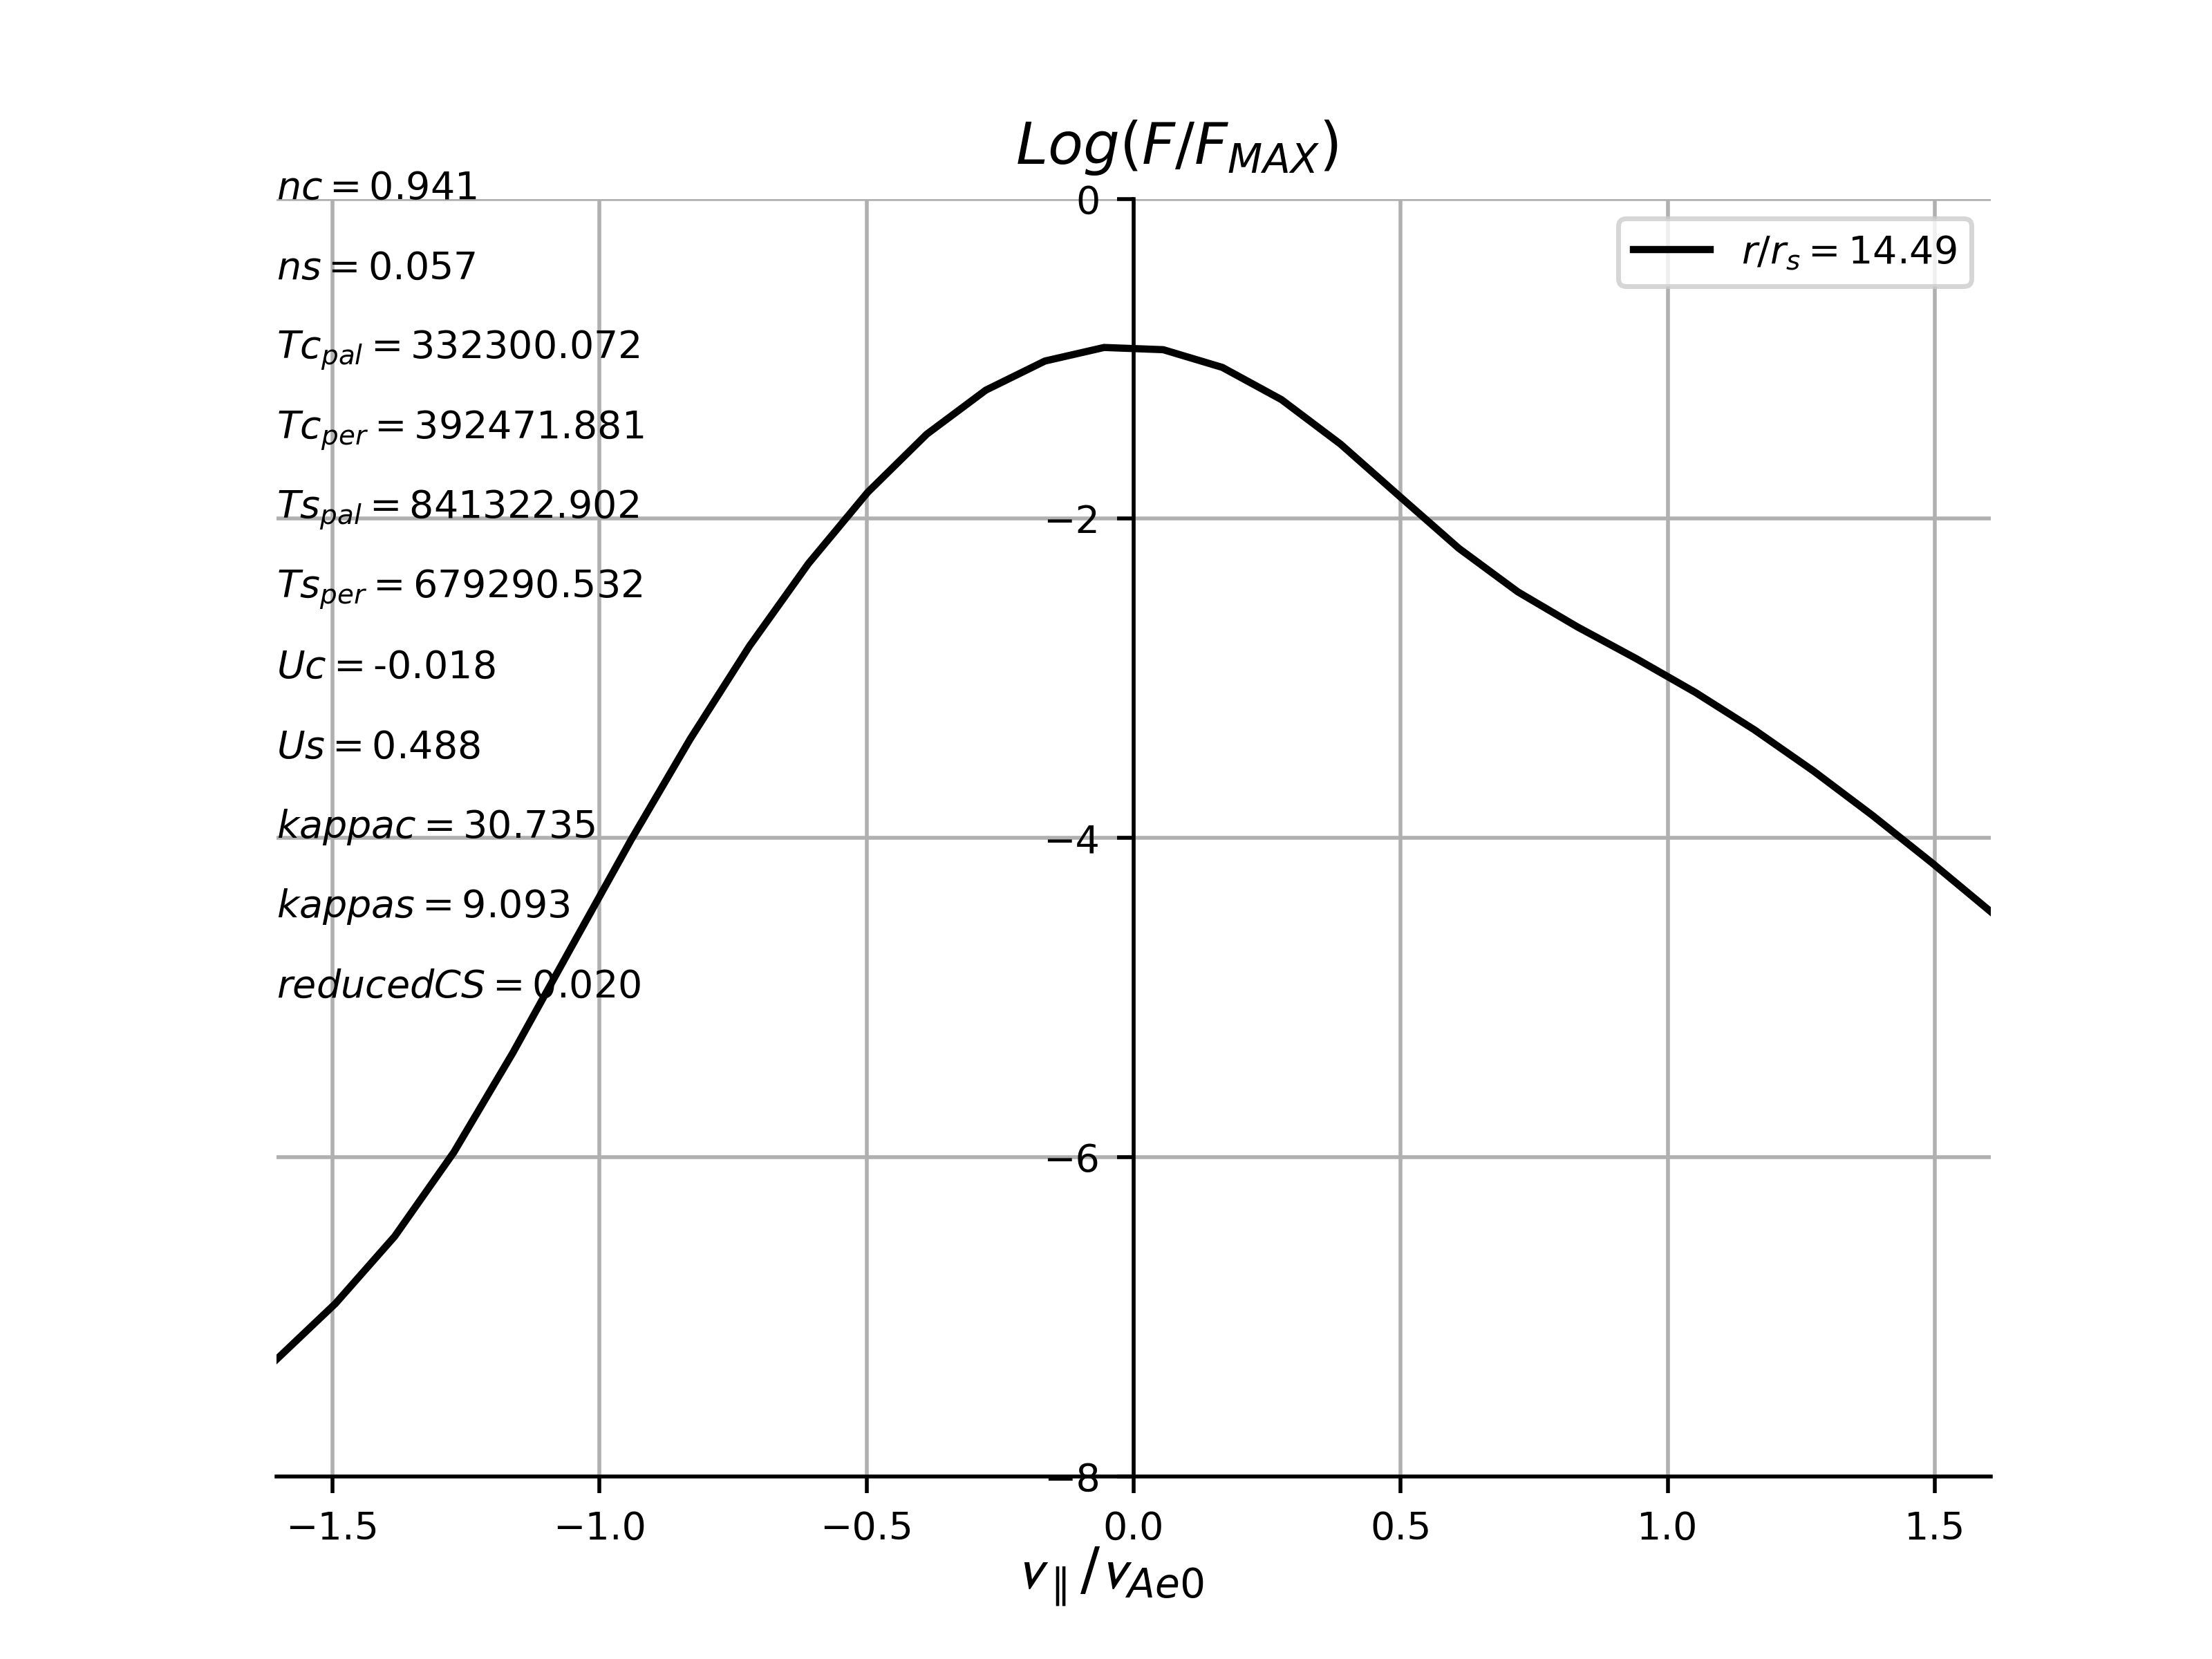 Log(F/F_MAX)
nc = 0.941
ns = 0.057
Tc_pal = 332300.072
Tc_per = 392471.881
Ts_pal = 841322.902
Ts_per = 679290.532
Uc = -0.018
Us = 0.488
kappac = 30.735
kappas = 9.093
reducedCS = 0.020
r/r_s = 14.49
0
−2
−4
−6
−8
−1.5 −1.0 −0.5 0.0 0.5 1.0 1.5
v_∥/v_Ae0